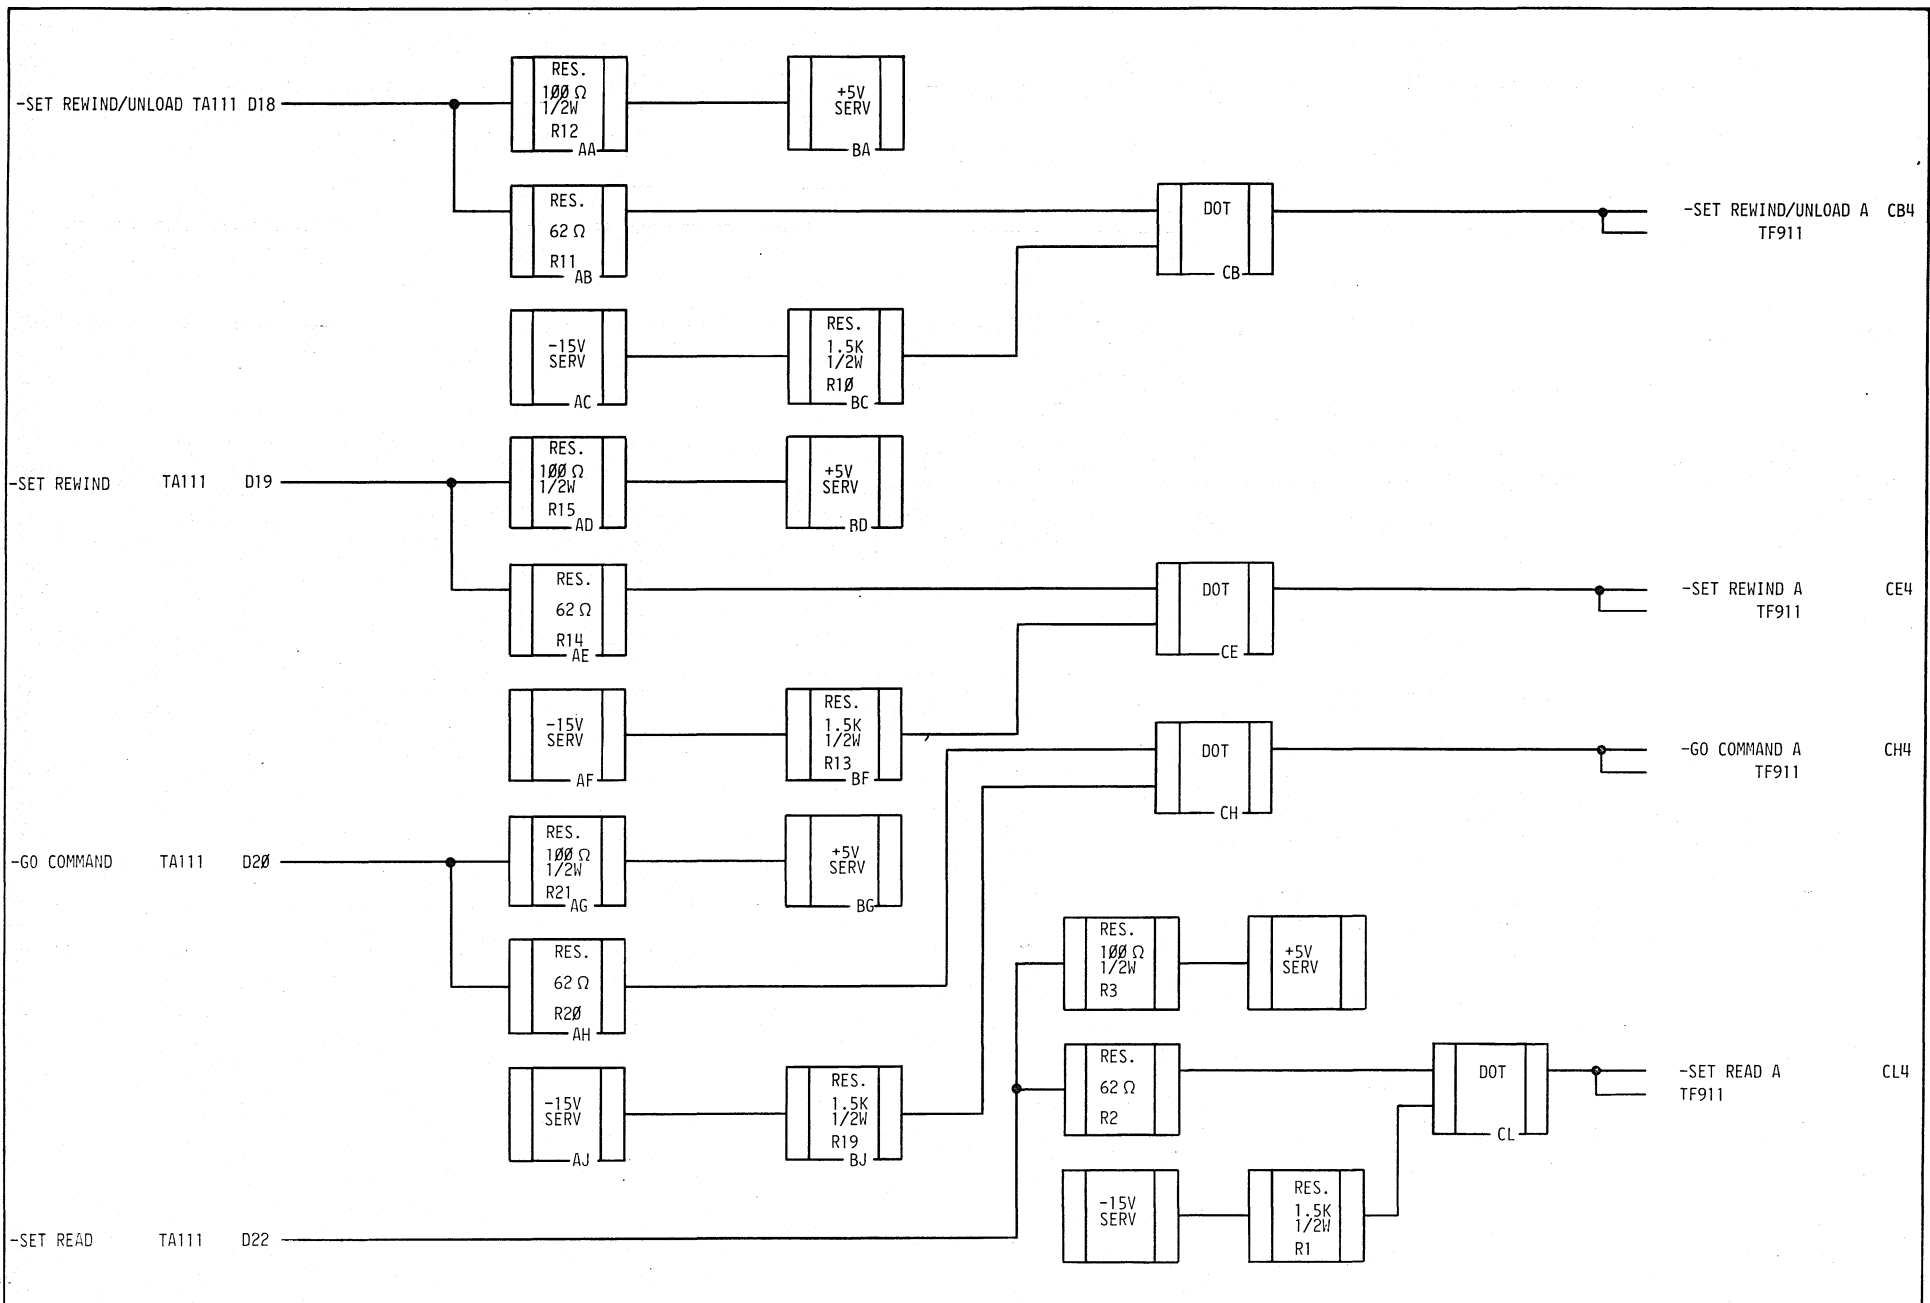 -SET REWIND/UNLOAD TA111 D18
RES.
1ØØ Ω
1/2W
R12
AA
+5V
SERV
BA
RES.
62 Ω
R11
AB
DOT
CB
-SET REWIND/UNLOAD A CB4
TF911
-15V
SERV
AC
RES.
1.5K
1/2W
R1Ø
BC
-SET REWIND TA111 D19
RES.
1ØØ Ω
1/2W
R15
AD
+5V
SERV
BD
RES.
62 Ω
R14
AE
DOT
CE
-SET REWIND A CE4
TF911
-15V
SERV
AF
RES.
1.5K
1/2W
R13
BF
DOT
CH
-GO COMMAND A CH4
TF911
-GO COMMAND TA111 D2Ø
RES.
1ØØ Ω
1/2W
R21
AG
+5V
SERV
BG
RES.
62 Ω
R2Ø
AH
RES.
1ØØ Ω
1/2W
R3
+5V
SERV
-15V
SERV
AJ
RES.
1.5K
1/2W
R19
BJ
RES.
62 Ω
R2
DOT
CL
-SET READ A CL4
TF911
-SET READ TA111 D22
-15V
SERV
RES.
1.5K
1/2W
R1